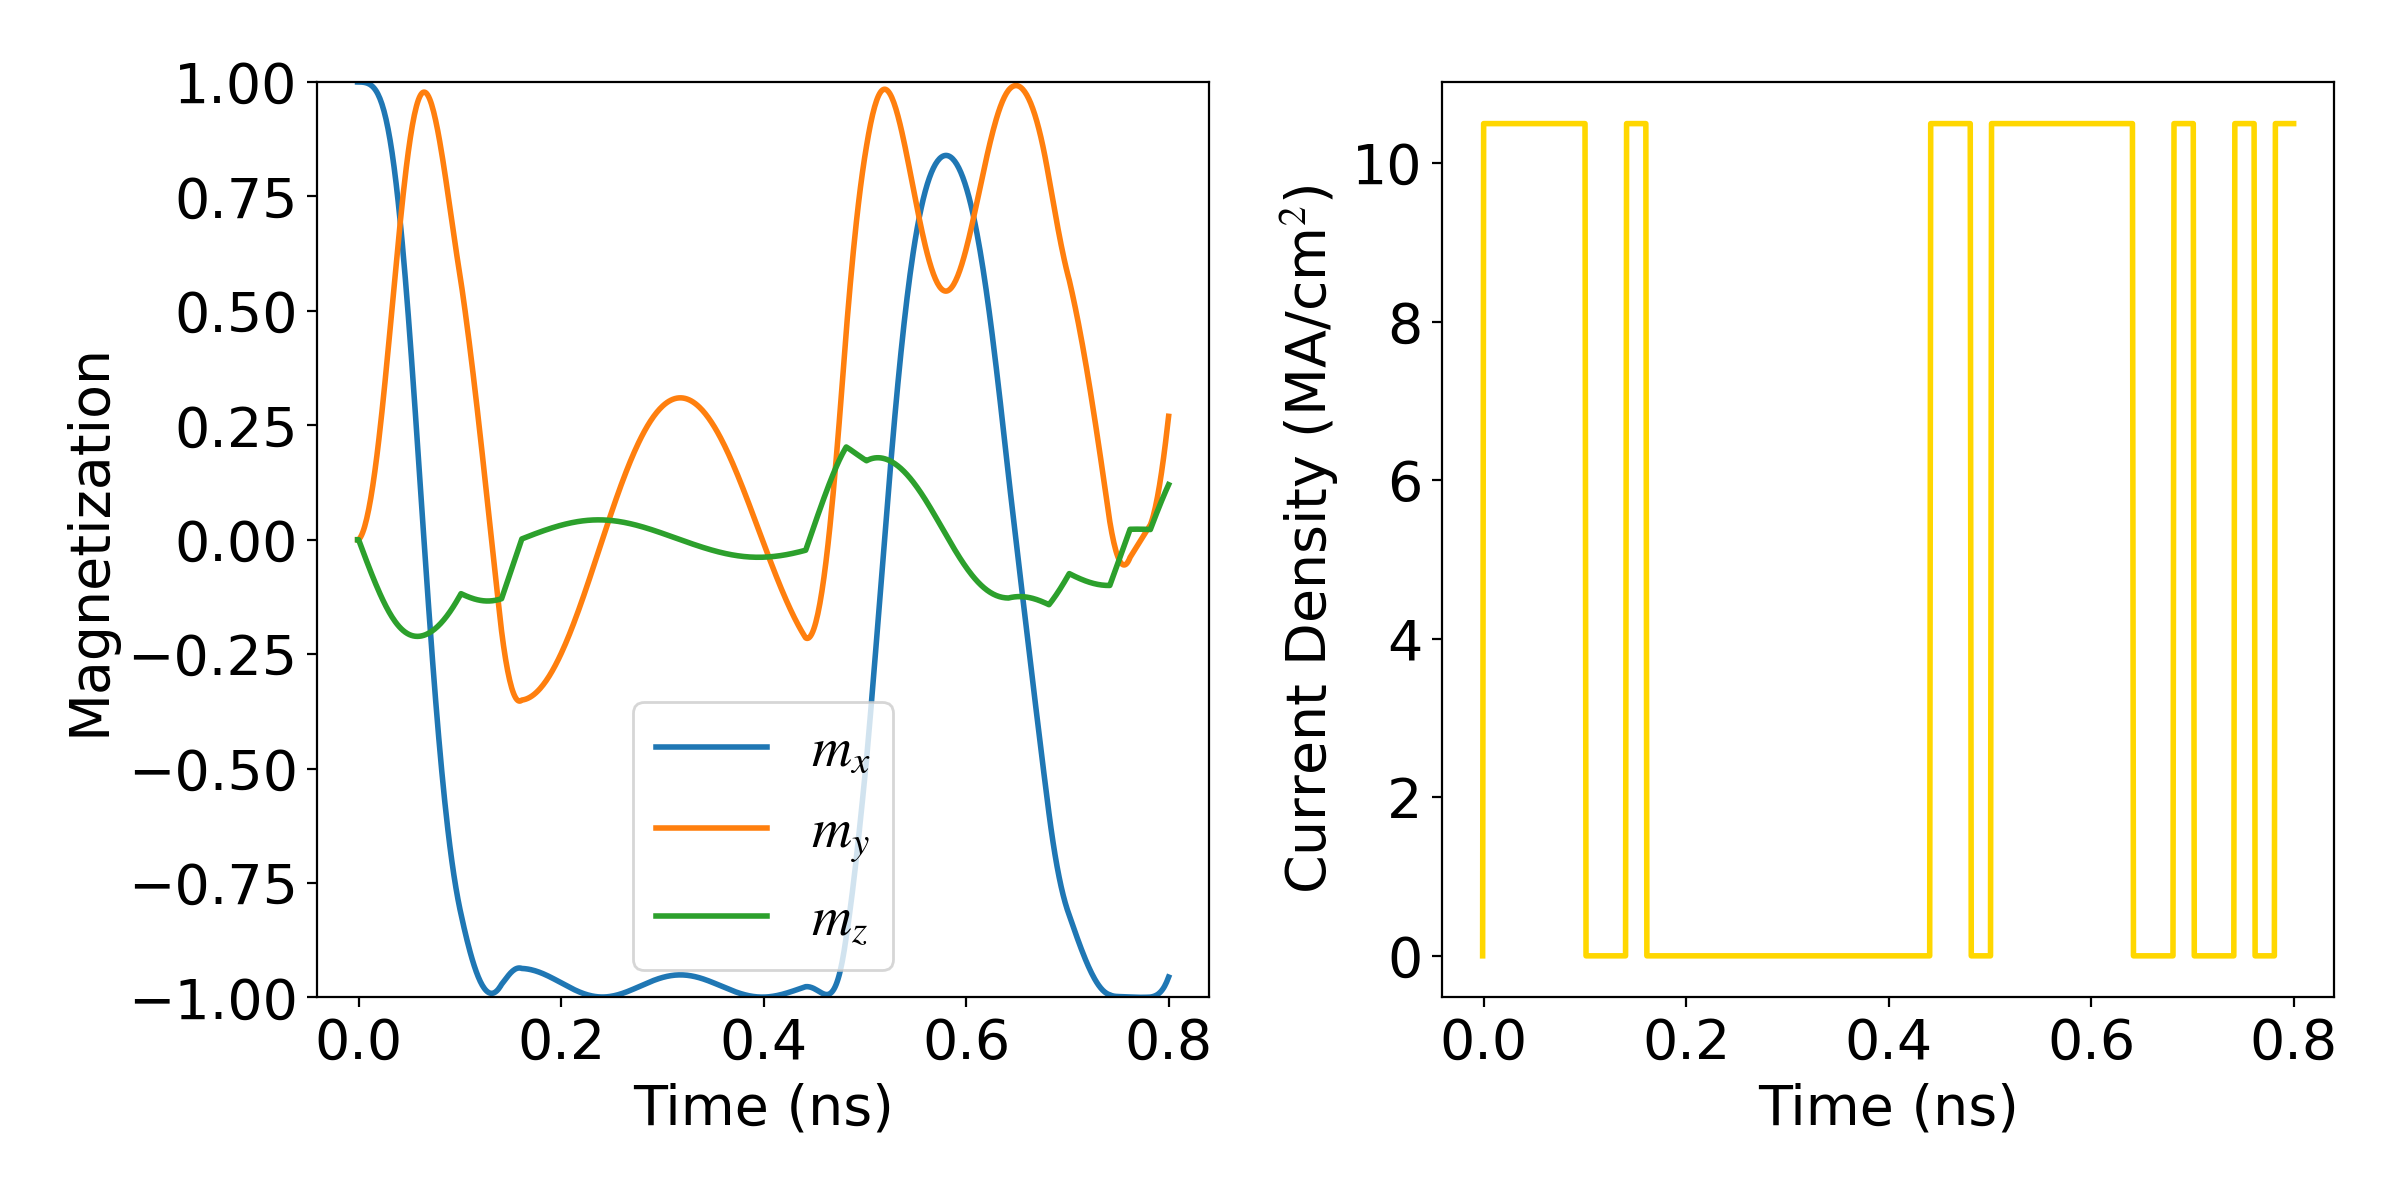 Magnetization
1.00
0.75
0.50
0.25
0.00
−0.25
−0.50
−0.75
−1.00
0.0 0.2 0.4 0.6 0.8
Time (ns)
m_x
m_y
m_z
Current Density (MA/cm²)
10
8
6
4
2
0
0.0 0.2 0.4 0.6 0.8
Time (ns)